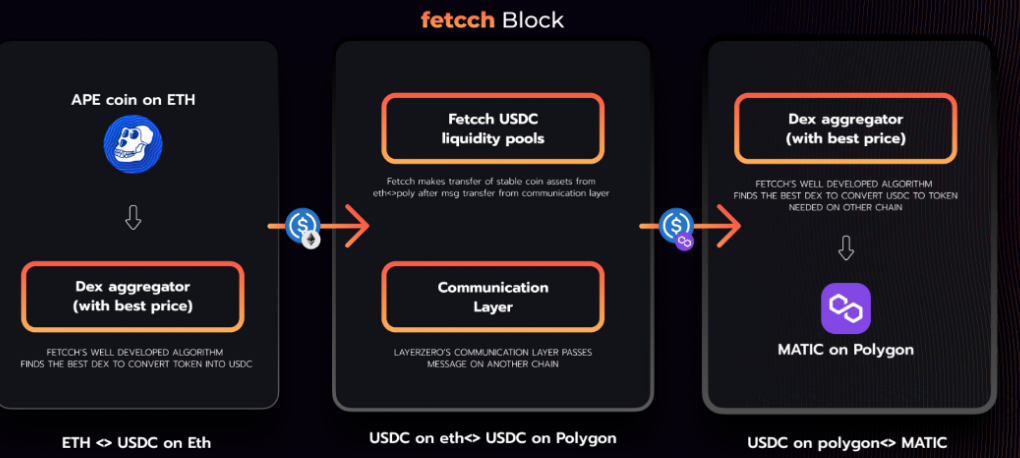 fetcch Block
APE coin on ETH
Dex aggregator
(with best price)
FETCCH'S WELL DEVELOPED ALGORITHM
FINDS THE BEST DEX TO CONVERT TOKEN INTO USDC
ETH <> USDC on Eth
Fetcch USDC
liquidity pools
Fetcch makes transfer of stable coin assets from
eth<>poly after msg transfer from communication layer
Communication
Layer
LAYERZERO'S COMMUNICATION LAYER PASSES
MESSAGE ON ANOTHER CHAIN
USDC on eth<> USDC on Polygon
Dex aggregator
(with best price)
FETCCH'S WELL DEVELOPED ALGORITHM
FINDS THE BEST DEX TO CONVERT USDC TO TOKEN
NEEDED ON OTHER CHAIN
MATIC on Polygon
USDC on polygon<> MATIC